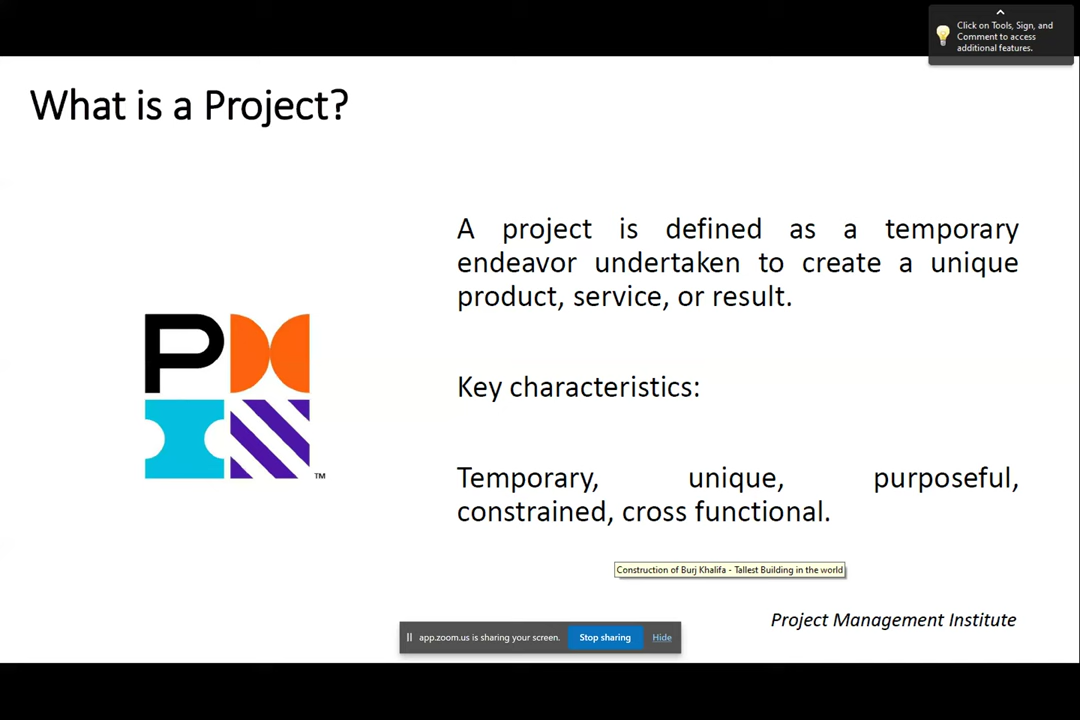 Click on Tools, Sign, and
Comment to access
additional features.
What is a Project?
A project is defined as a temporary
endeavor undertaken to create a unique
product, service, or result.
P
TM
Key characteristics:
Temporary, unique, purposeful,
constrained, cross functional.
Construction of Burj Khalifa - Tallest Building in the world
Project Management Institute
app.zoom.us is sharing your screen. Stop sharing Hide